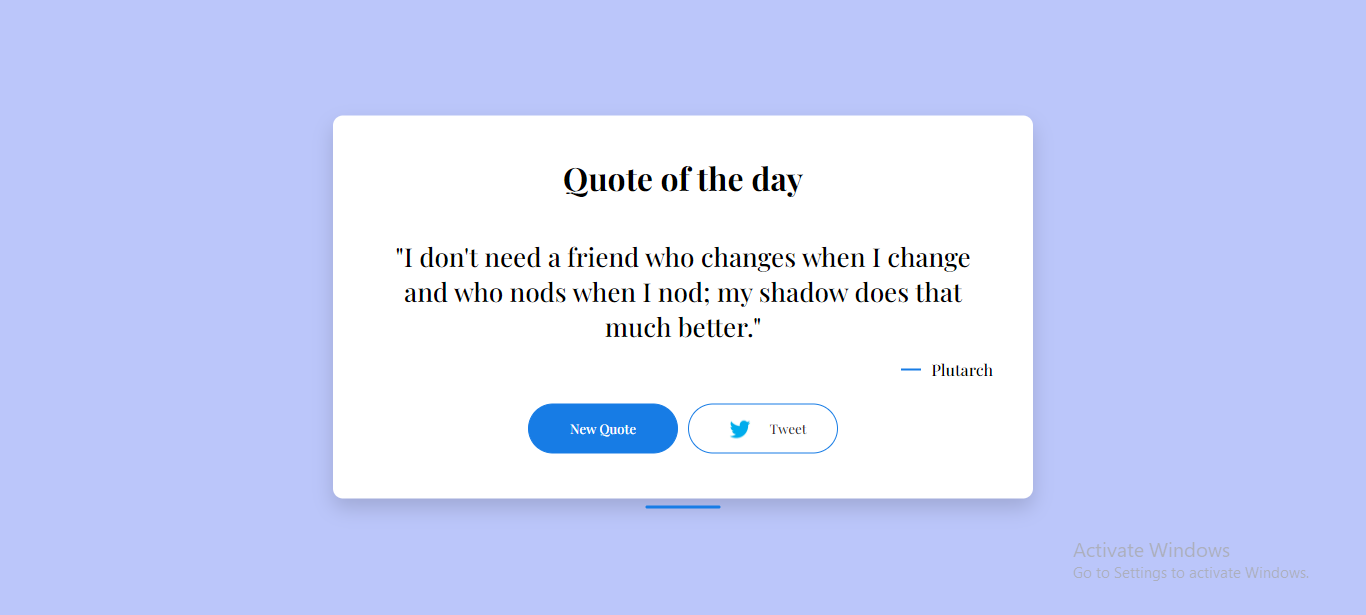 Quote of the day
"I don't need a friend who changes when I change
and who nods when I nod; my shadow does that
much better."
Plutarch
New Quote
Tweet
Activate Windows
Go to Settings to activate Windows.